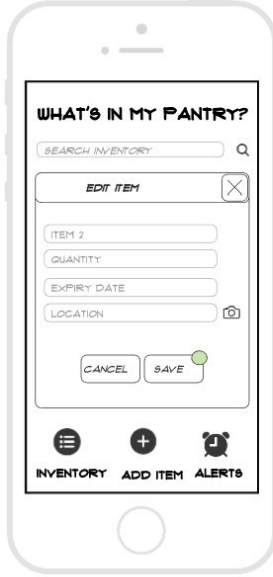 WHAT'S IN MY PANTRY?
SEARCH INVENTORY
EDIT ITEM
ITEM 2
QUANTITY
EXPIRY DATE
LOCATION
CANCEL SAVE
INVENTORY ADD ITEM ALERTS